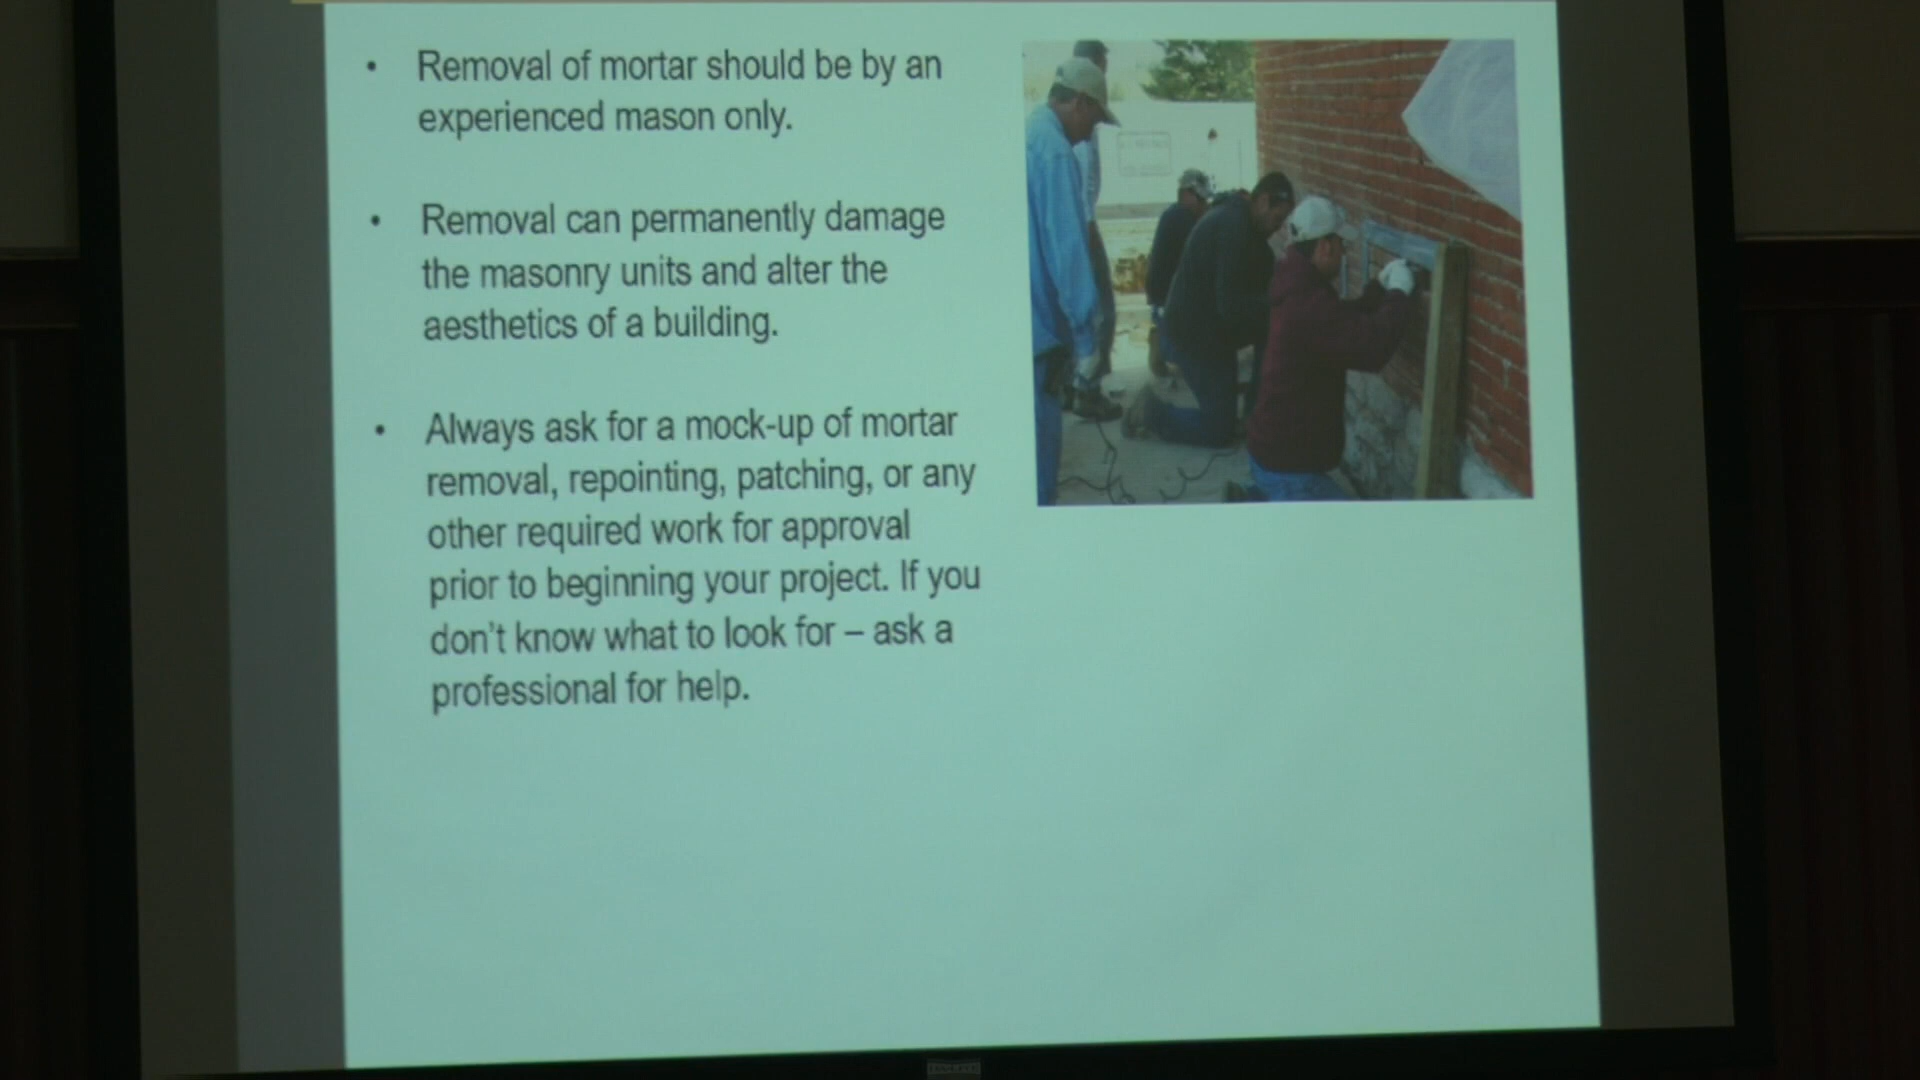 • Removal of mortar should be by an
experienced mason only.
• Removal can permanently damage
the masonry units and alter the
aesthetics of a building.
• Always ask for a mock-up of mortar
removal, repointing, patching, or any
other required work for approval
prior to beginning your project. If you
don't know what to look for – ask a
professional for help.